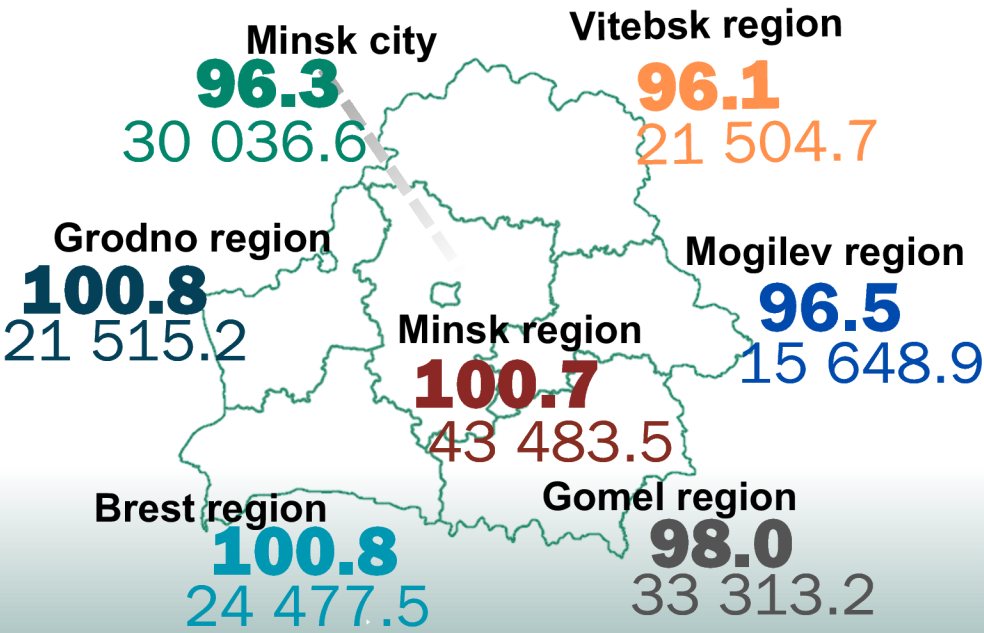 Minsk city
96.3
30 036.6
Vitebsk region
96.1
21 504.7
Grodno region
100.8
21 515.2
Mogilev region
96.5
15 648.9
Minsk region
100.7
43 483.5
Brest region
100.8
24 477.5
Gomel region
98.0
33 313.2